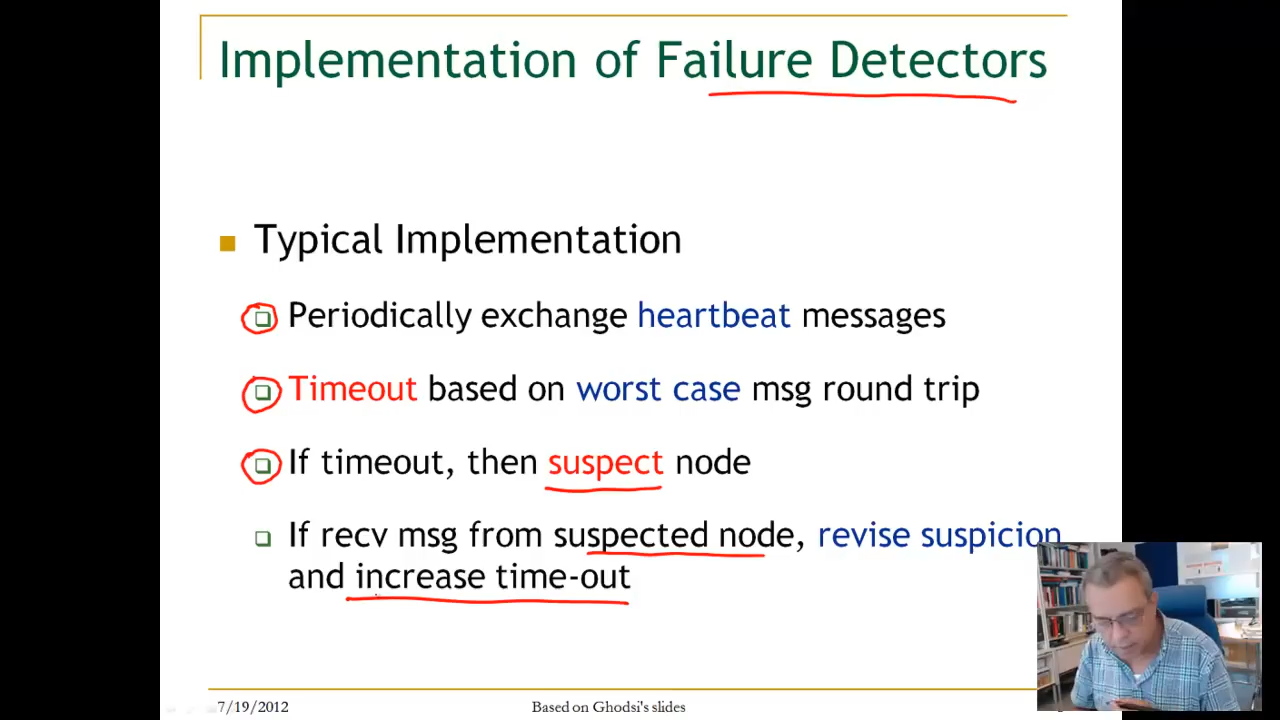 Implementation of Failure Detectors
Typical Implementation
Periodically exchange heartbeat messages
Timeout based on worst case msg round trip
If timeout, then suspect node
If recv msg from suspected node, revise suspicion
and increase time-out
7/19/2012
Based on Ghodsi's slides